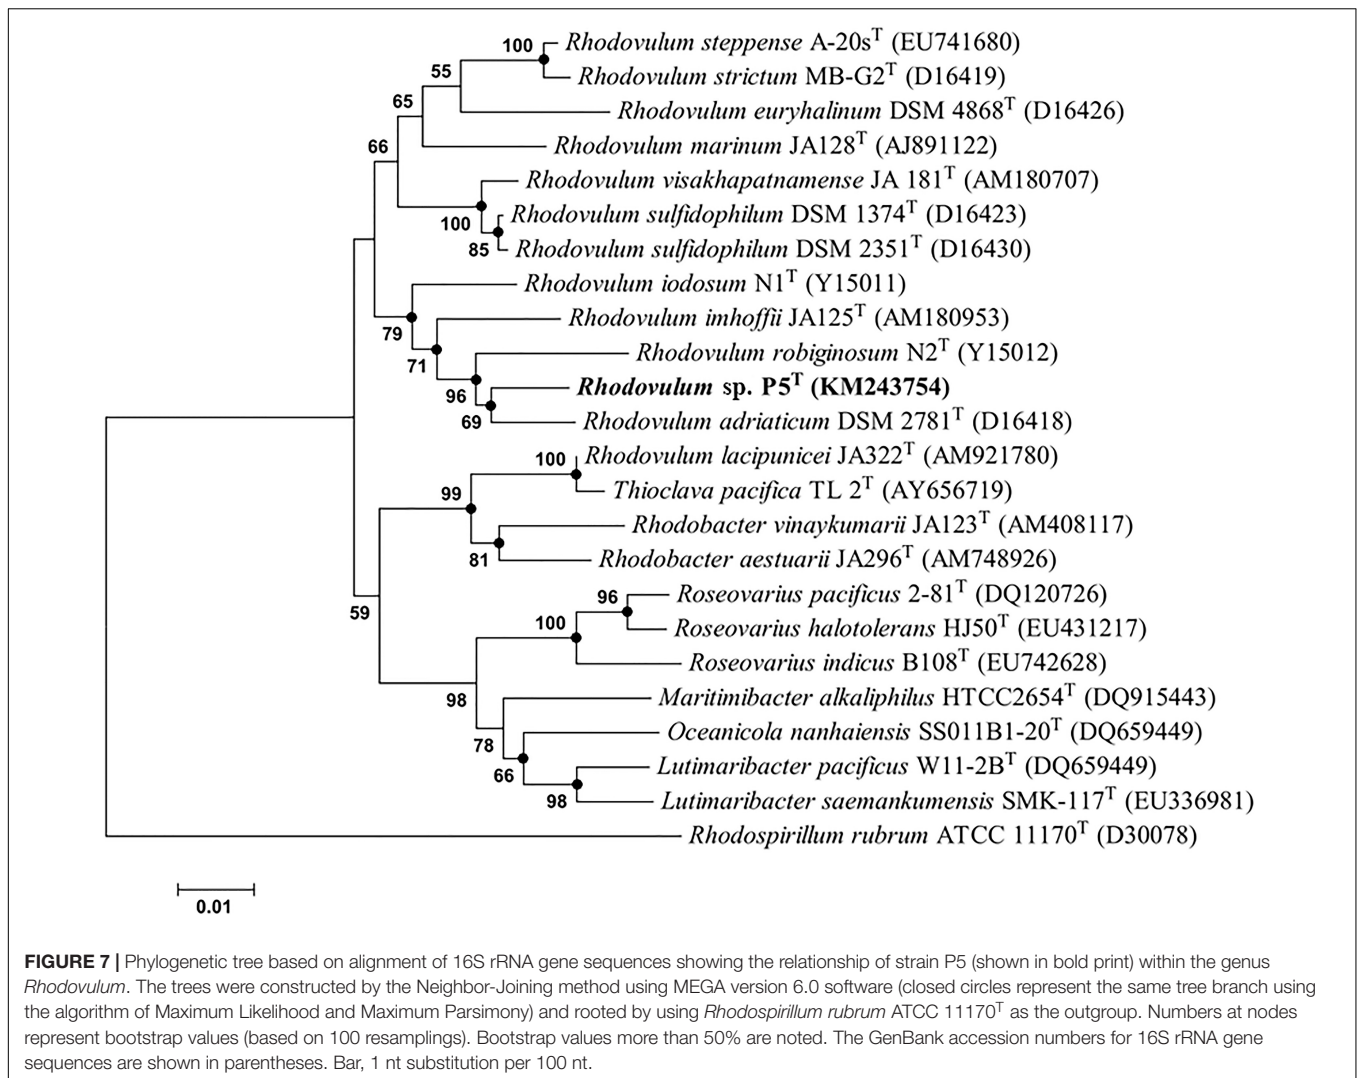 100 Rhodovulum steppense A-20sT (EU741680)
Rhodovulum strictum MB-G2T (D16419)
55
Rhodovulum euryhalinum DSM 4868T (D16426)
65
Rhodovulum marinum JA128T (AJ891122)
66
Rhodovulum visakhapatnamense JA 181T (AM180707)
100 Rhodovulum sulfidophilum DSM 1374T (D16423)
85 Rhodovulum sulfidophilum DSM 2351T (D16430)
Rhodovulum iodosum N1T (Y15011)
79
Rhodovulum imhoffii JA125T (AM180953)
71
Rhodovulum robiginosum N2T (Y15012)
96 Rhodovulum sp. P5T (KM243754)
69 Rhodovulum adriaticum DSM 2781T (D16418)
100 Rhodovulum lacipunicei JA322T (AM921780)
99 Thioclava pacifica TL 2T (AY656719)
Rhodobacter vinaykumarii JA123T (AM408117)
81 Rhodobacter aestuarii JA296T (AM748926)
59
96 Roseovarius pacificus 2-81T (DQ120726)
100 Roseovarius halotolerans HJ50T (EU431217)
Roseovarius indicus B108T (EU742628)
98 Maritimibacter alkaliphilus HTCC2654T (DQ915443)
78 Oceanicola nanhaiensis SS011B1-20T (DQ659449)
66 Lutimaribacter pacificus W11-2BT (DQ659449)
98 Lutimaribacter saemankumensis SMK-117T (EU336981)
Rhodospirillum rubrum ATCC 11170T (D30078)
0.01
FIGURE 7 | Phylogenetic tree based on alignment of 16S rRNA gene sequences showing the relationship of strain P5 (shown in bold print) within the genus
Rhodovulum. The trees were constructed by the Neighbor-Joining method using MEGA version 6.0 software (closed circles represent the same tree branch using
the algorithm of Maximum Likelihood and Maximum Parsimony) and rooted by using Rhodospirillum rubrum ATCC 11170T as the outgroup. Numbers at nodes
represent bootstrap values (based on 100 resamplings). Bootstrap values more than 50% are noted. The GenBank accession numbers for 16S rRNA gene
sequences are shown in parentheses. Bar, 1 nt substitution per 100 nt.